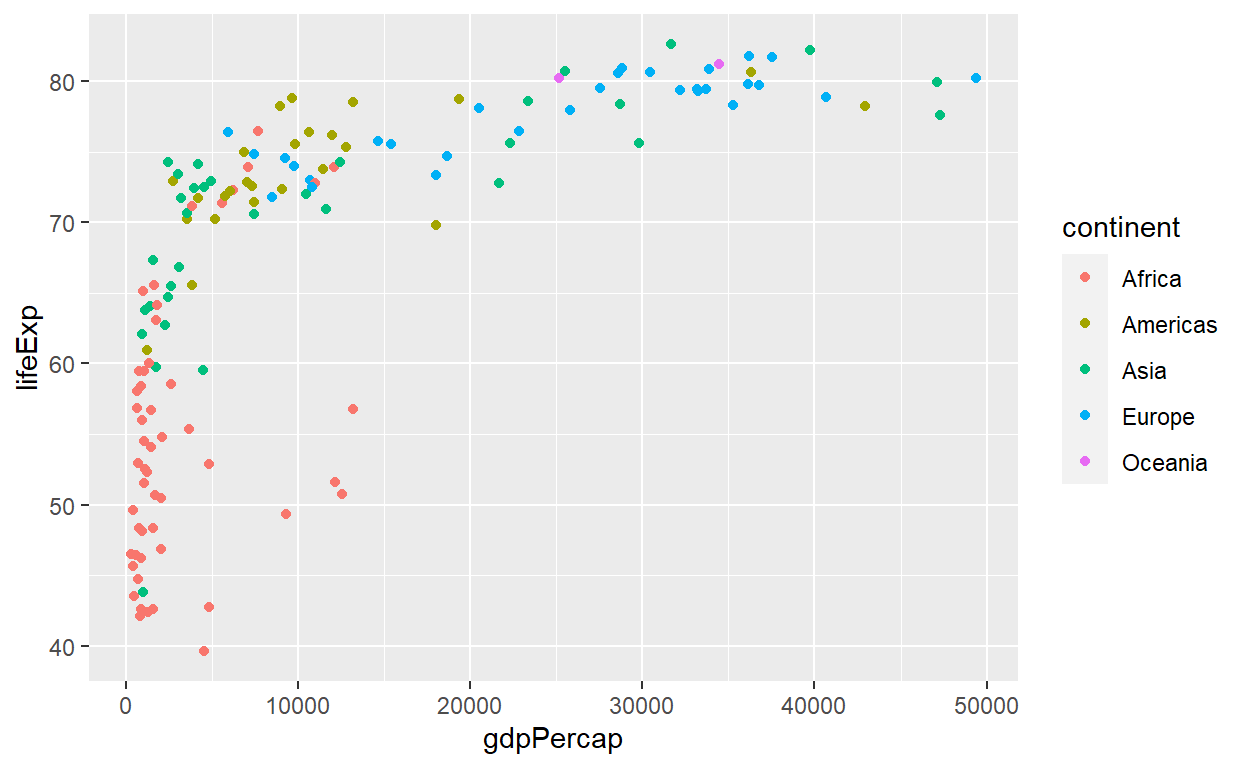 80
70
60
50
40
lifeExp
0 10000 20000 30000 40000 50000
gdpPercap
continent
Africa
Americas
Asia
Europe
Oceania